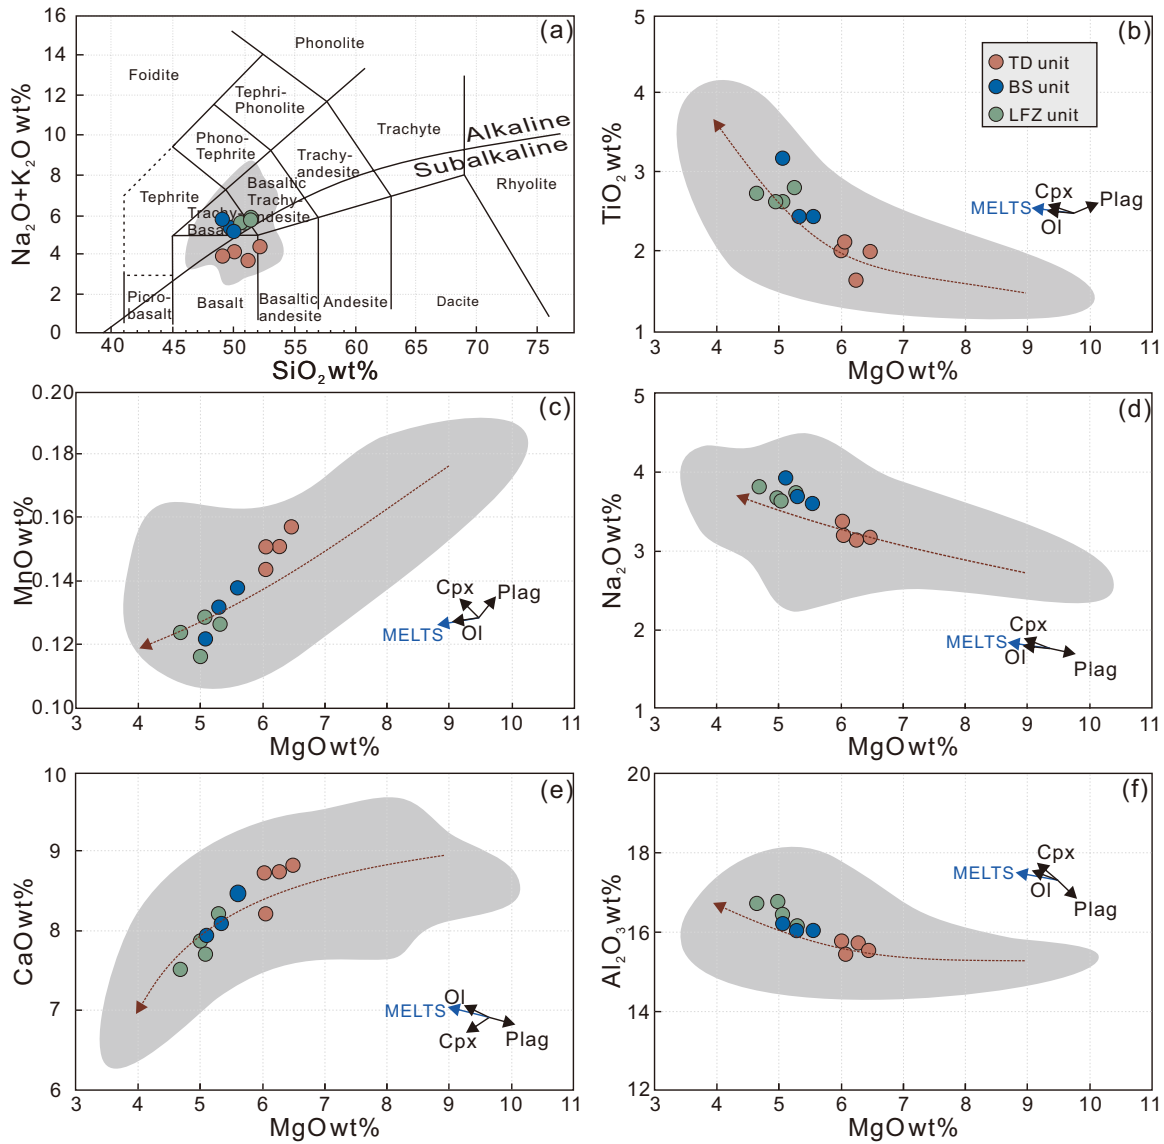 (a)
Na2O+K2O wt%
16
14
12
10
8
6
4
2
0
Phonolite
Foidite
Tephri-
Phonolite
Phono-
Tephrite
Trachyte
Alkaline
Subalkaline
Trachy-
andesite
Rhyolite
Tephrite
Basaltic
Trachy-
andesite
Trachy-
Basalt
Picro-
basalt
Basalt
Basaltic
andesite
Andesite
Dacite
40 45 50 55 60 65 70 75
SiO2 wt%
(b)
TiO2 wt%
5
4
3
2
1
TD unit
BS unit
LFZ unit
Cpx
Plag
MELTS
Ol
3 4 5 6 7 8 9 10 11
MgO wt%
(c)
MnO wt%
0.20
0.18
0.16
0.14
0.12
0.10
Cpx
Plag
MELTS
Ol
3 4 5 6 7 8 9 10 11
MgO wt%
(d)
Na2O wt%
5
4
3
2
1
Cpx
MELTS
Ol
Plag
3 4 5 6 7 8 9 10 11
MgO wt%
(e)
CaO wt%
10
9
8
7
6
Ol
MELTS
Cpx
Plag
3 4 5 6 7 8 9 10 11
MgO wt%
(f)
Al2O3 wt%
20
18
16
14
12
Cpx
MELTS
Ol
Plag
3 4 5 6 7 8 9 10 11
MgO wt%